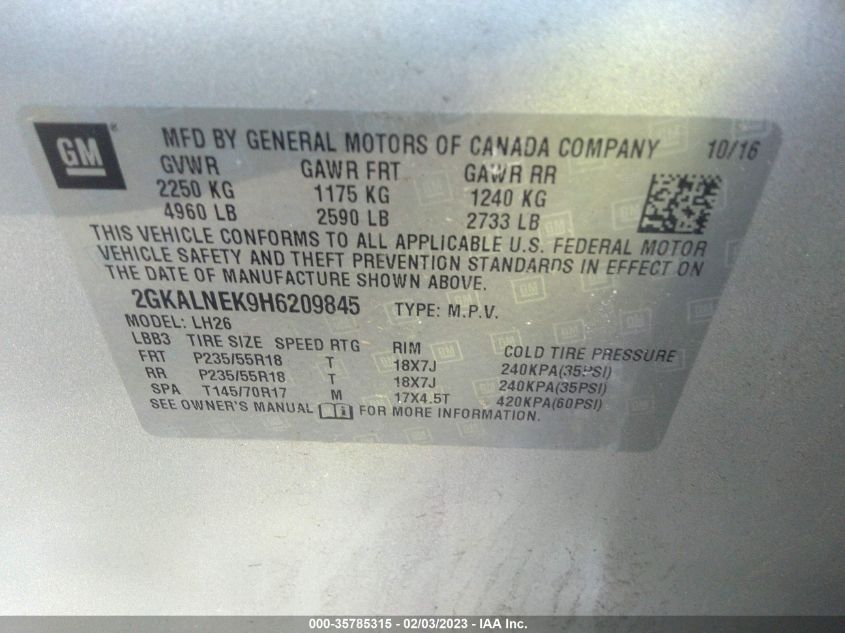 GM
MFD BY GENERAL MOTORS OF CANADA COMPANY 10/16
GVWR GAWR FRT GAWR RR
2250 KG 1175 KG 1240 KG
4960 LB 2590 LB 2733 LB
THIS VEHICLE CONFORMS TO ALL APPLICABLE U.S. FEDERAL MOTOR
VEHICLE SAFETY AND THEFT PREVENTION STANDARDS IN EFFECT ON
THE DATE OF MANUFACTURE SHOWN ABOVE.
2GKALNEK9H6209845 TYPE: M.P.V.
MODEL: LH26
LBB3 TIRE SIZE SPEED RTG RIM COLD TIRE PRESSURE
FRT P235/55R18 T 18X7J 240KPA(35PSI)
RR P235/55R18 T 18X7J 240KPA(35PSI)
SPA T145/70R17 M 17X4.5T 420KPA(60PSI)
SEE OWNER'S MANUAL FOR MORE INFORMATION.
000-35785315 - 02/03/2023 - IAA Inc.